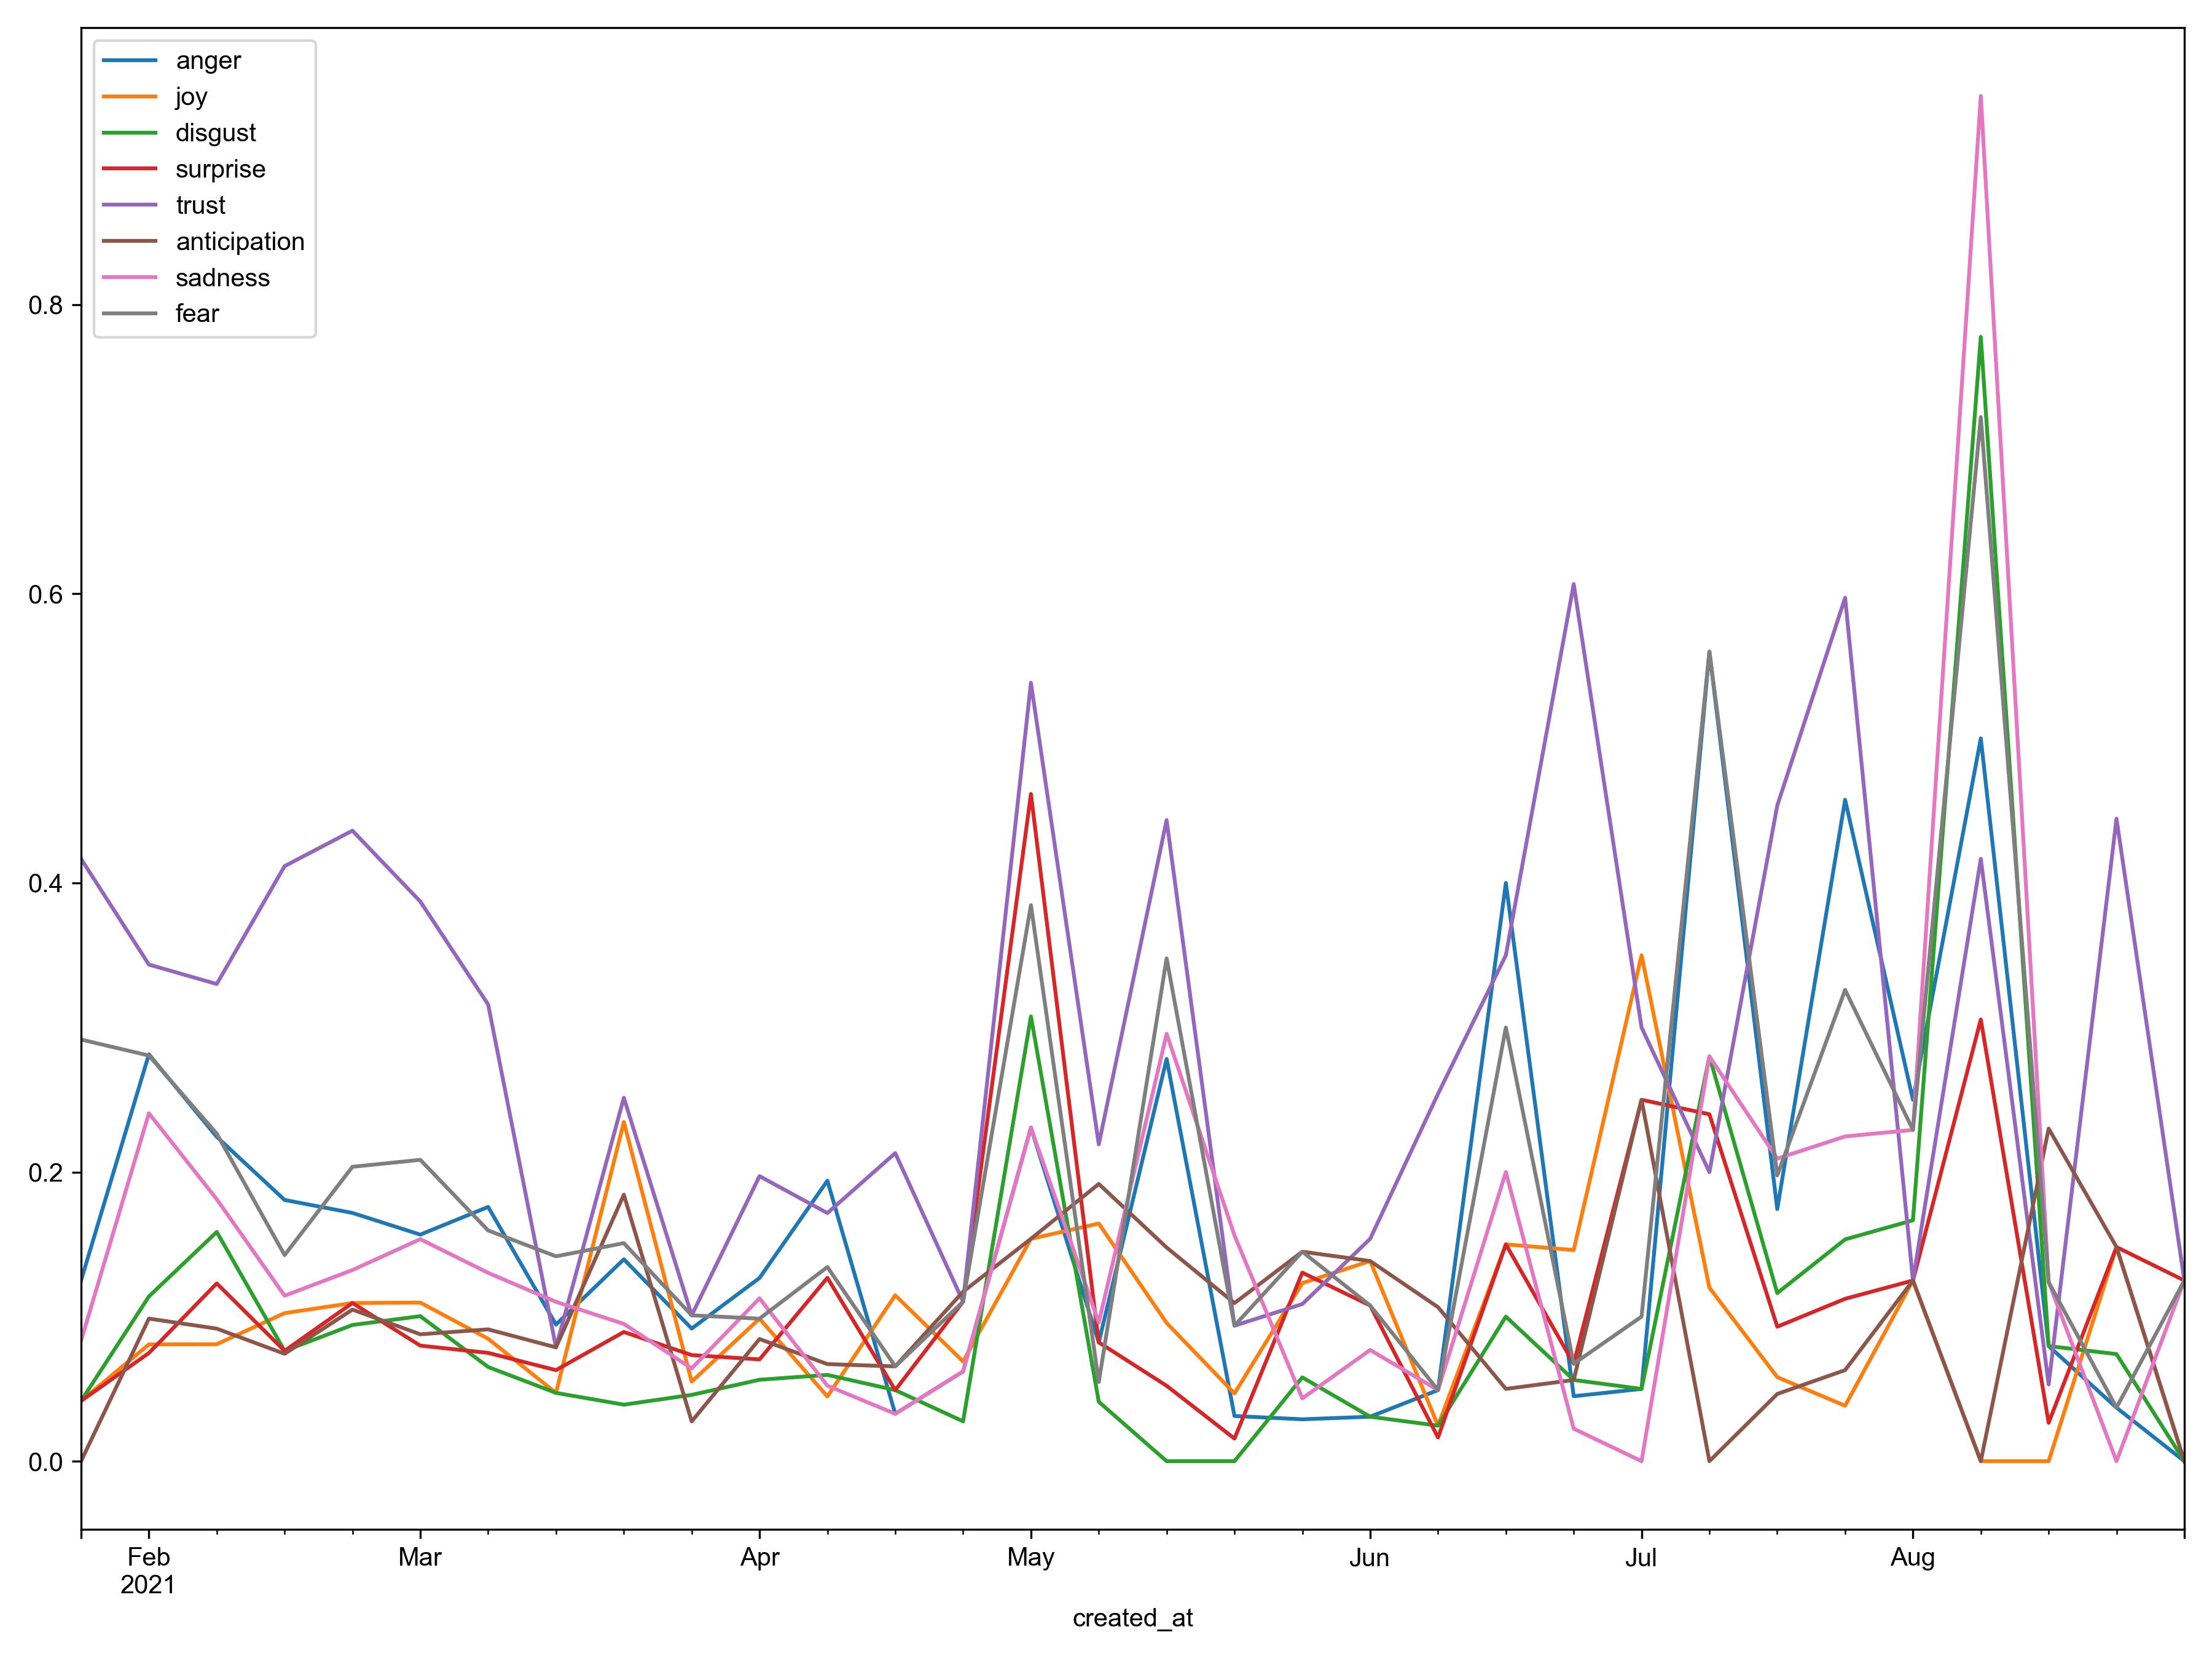 anger
joy
disgust
surprise
trust
anticipation
sadness
fear
0.8
0.6
0.4
0.2
0.0
Feb Mar Apr May Jun Jul Aug
2021
created_at